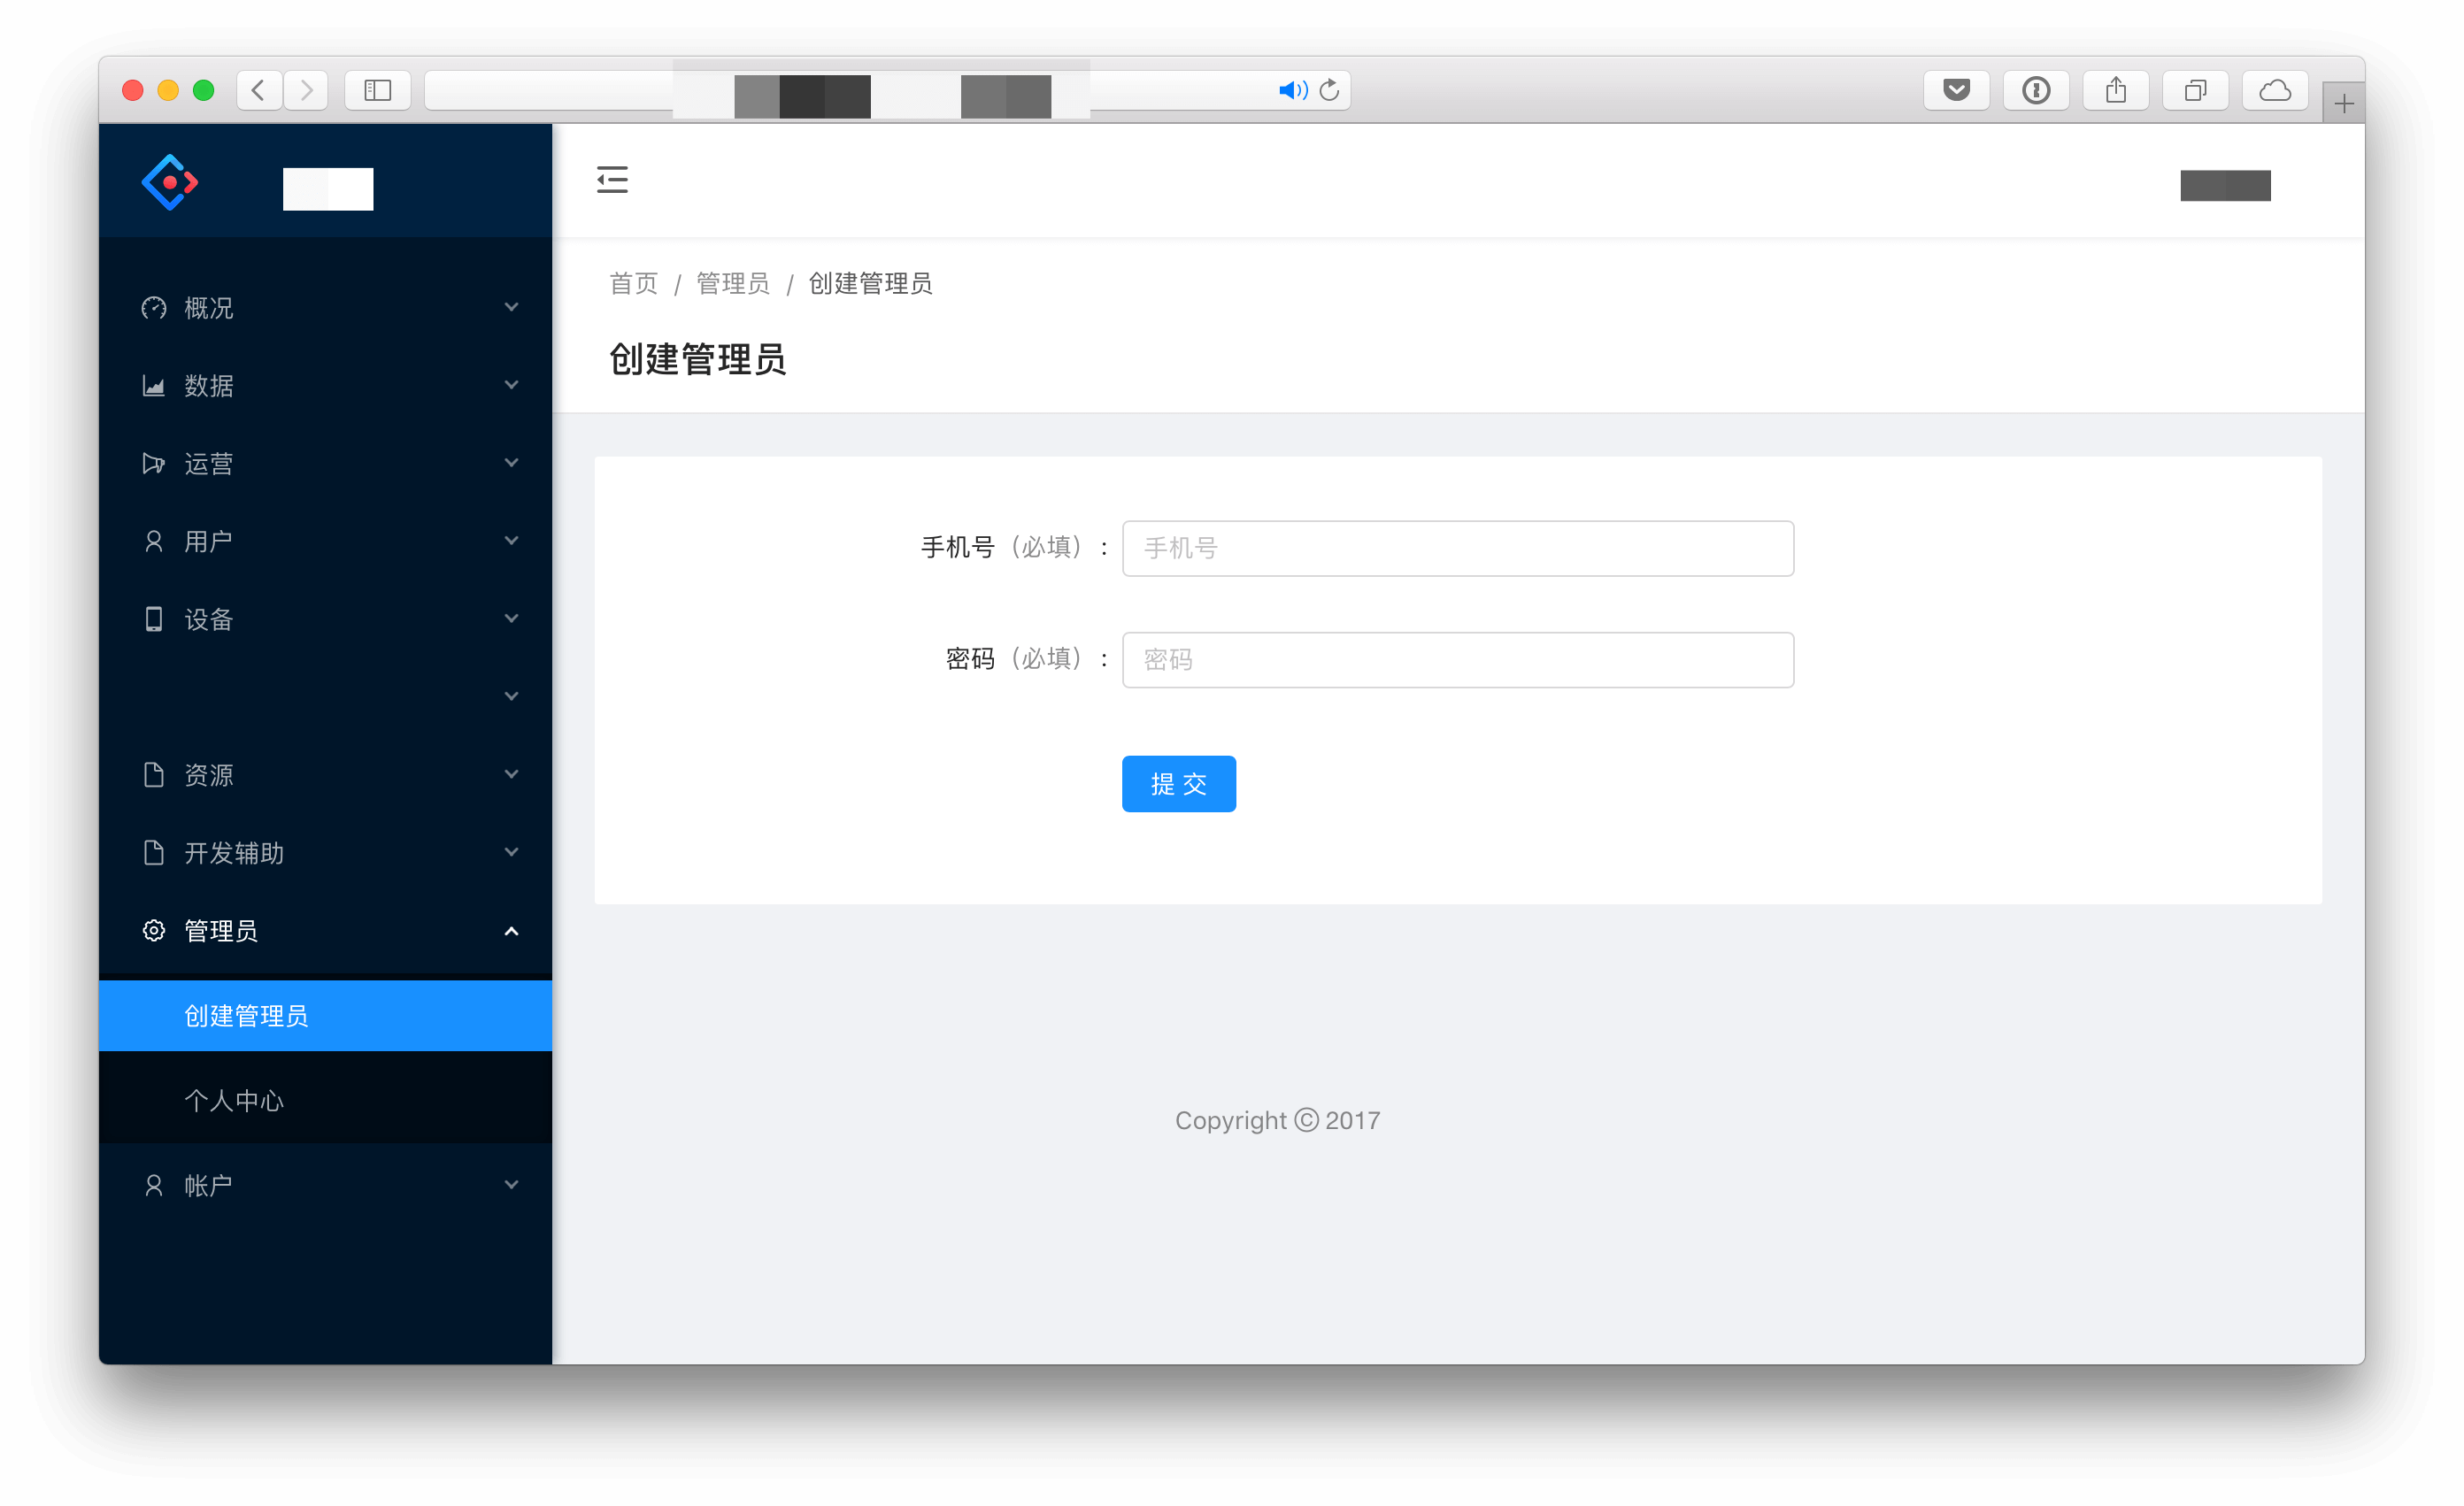 首页 / 管理员 / 创建管理员
创建管理员
概况
数据
运营
用户
设备
资源
开发辅助
管理员
创建管理员
个人中心
帐户
手机号（必填）：
手机号
密码（必填）：
密码
提 交
Copyright © 2017